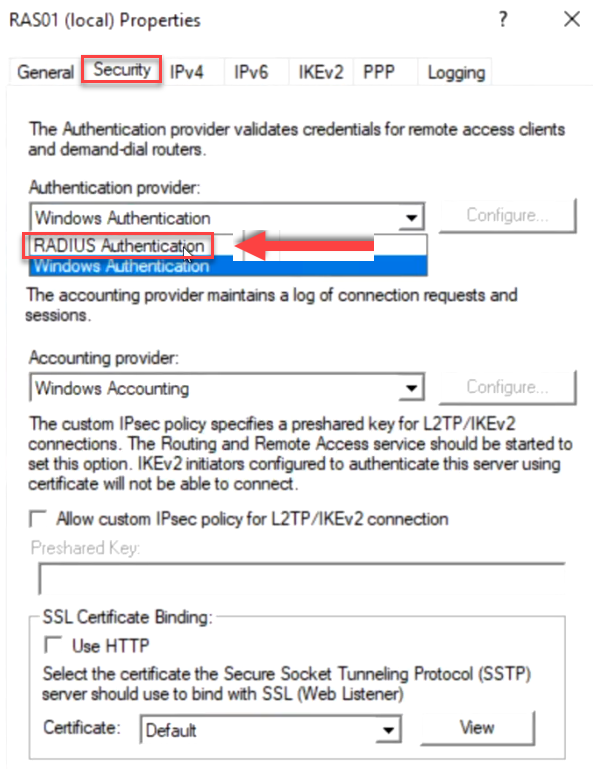 RAS01 (local) Properties ? ×
General Security IPv4 IPv6 IKEv2 PPP Logging
The Authentication provider validates credentials for remote access clients
and demand-dial routers.
Authentication provider:
Windows Authentication Configure...
RADIUS Authentication
Windows Authentication
The accounting provider maintains a log of connection requests and
sessions.
Accounting provider:
Windows Accounting Configure...
The custom IPsec policy specifies a preshared key for L2TP/IKEv2
connections. The Routing and Remote Access service should be started to
set this option. IKEv2 initiators configured to authenticate this server using
certificate will not be able to connect.
Allow custom IPsec policy for L2TP/IKEv2 connection
Preshared Key:
SSL Certificate Binding:
Use HTTP
Select the certificate the Secure Socket Tunneling Protocol (SSTP)
server should use to bind with SSL (Web Listener)
Certificate: Default View